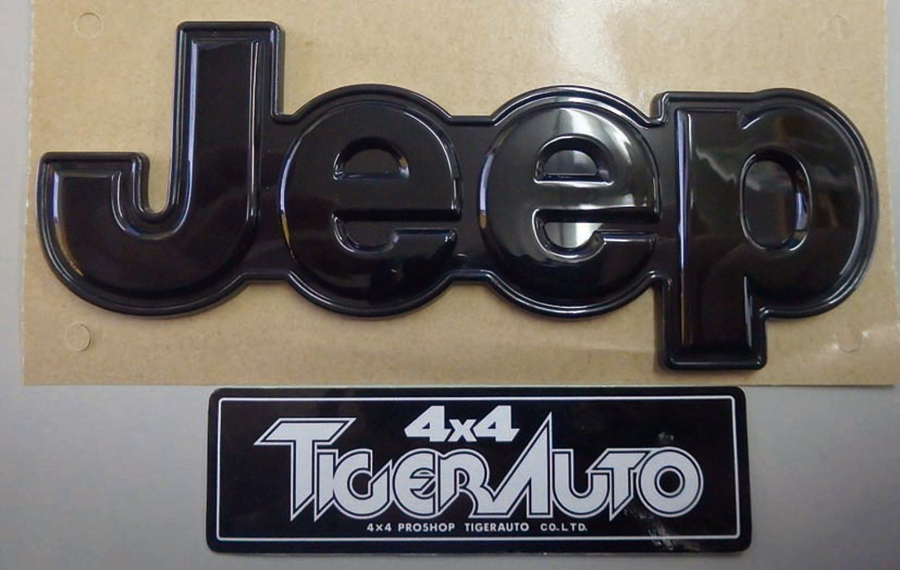 Jeep
4x4
TIGERAUTO
4x4 PROSHOP TIGERAUTO CO.LTD.